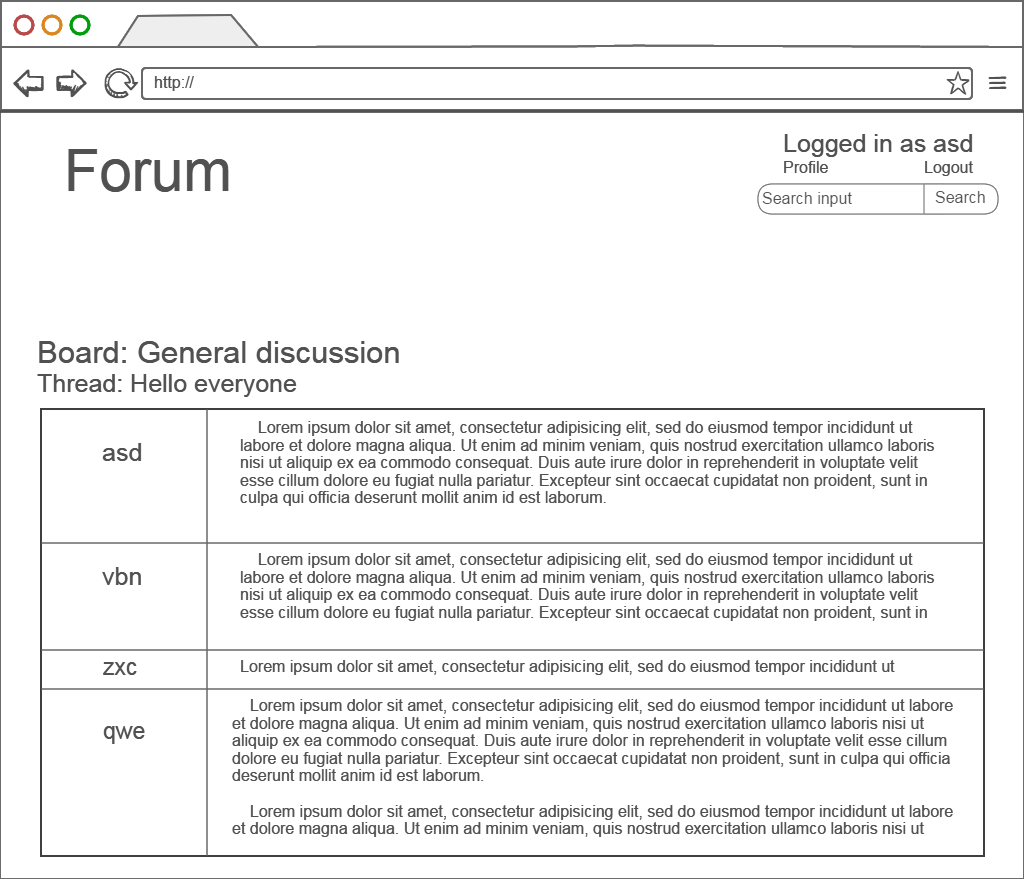 http://
Forum
Logged in as asd
Profile Logout
Search input Search
Board: General discussion
Thread: Hello everyone
asd
Lorem ipsum dolor sit amet, consectetur adipisicing elit, sed do eiusmod tempor incididunt ut
labore et dolore magna aliqua. Ut enim ad minim veniam, quis nostrud exercitation ullamco laboris
nisi ut aliquip ex ea commodo consequat. Duis aute irure dolor in reprehenderit in voluptate velit
esse cillum dolore eu fugiat nulla pariatur. Excepteur sint occaecat cupidatat non proident, sunt in
culpa qui officia deserunt mollit anim id est laborum.
vbn
Lorem ipsum dolor sit amet, consectetur adipisicing elit, sed do eiusmod tempor incididunt ut
labore et dolore magna aliqua. Ut enim ad minim veniam, quis nostrud exercitation ullamco laboris
nisi ut aliquip ex ea commodo consequat. Duis aute irure dolor in reprehenderit in voluptate velit
esse cillum dolore eu fugiat nulla pariatur. Excepteur sint occaecat cupidatat non proident, sunt in
zxc
Lorem ipsum dolor sit amet, consectetur adipisicing elit, sed do eiusmod tempor incididunt ut
qwe
Lorem ipsum dolor sit amet, consectetur adipisicing elit, sed do eiusmod tempor incididunt ut labore
et dolore magna aliqua. Ut enim ad minim veniam, quis nostrud exercitation ullamco laboris nisi ut
aliquip ex ea commodo consequat. Duis aute irure dolor in reprehenderit in voluptate velit esse cillum
dolore eu fugiat nulla pariatur. Excepteur sint occaecat cupidatat non proident, sunt in culpa qui officia
deserunt mollit anim id est laborum.
Lorem ipsum dolor sit amet, consectetur adipisicing elit, sed do eiusmod tempor incididunt ut labore
et dolore magna aliqua. Ut enim ad minim veniam, quis nostrud exercitation ullamco laboris nisi ut